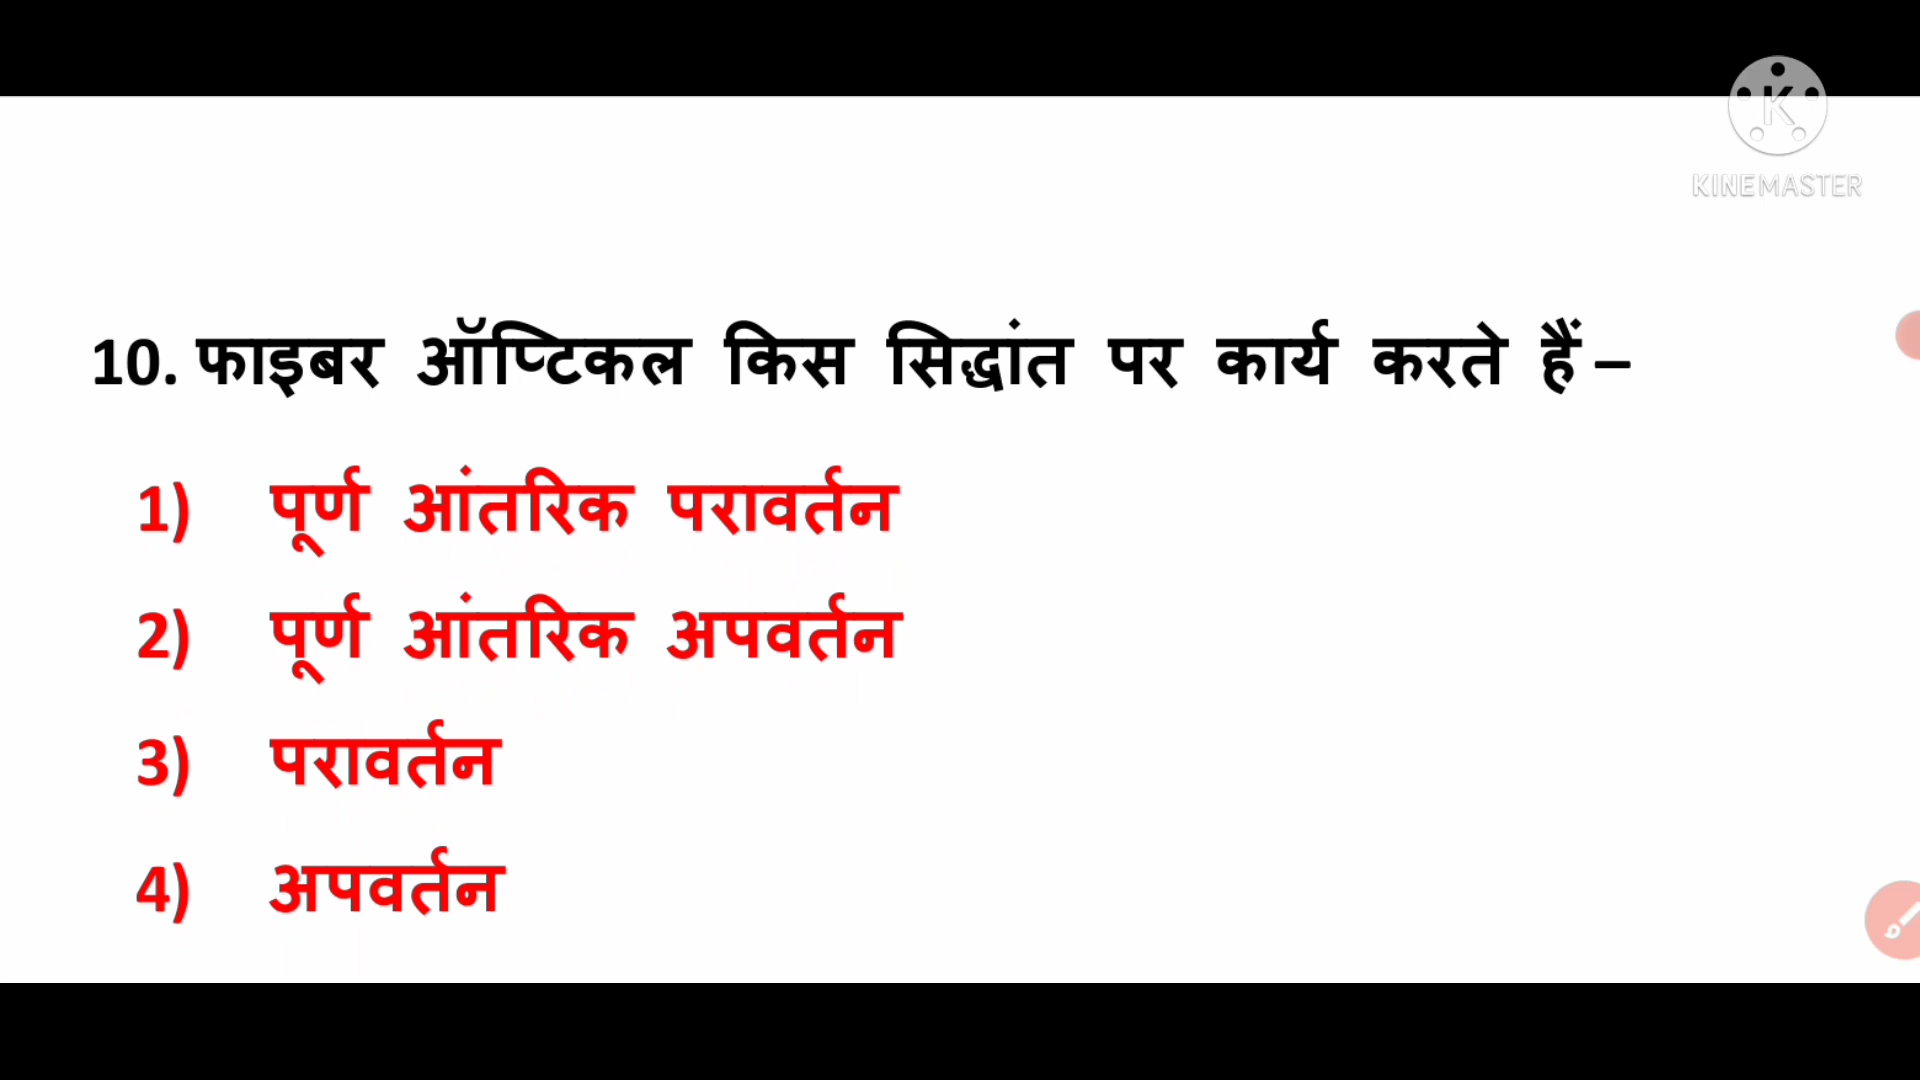 KINEMASTER
10. फाइबर ऑप्टिकल किस सिद्धांत पर कार्य करते हैं –
1) पूर्ण आंतरिक परावर्तन
2) पूर्ण आंतरिक अपवर्तन
3) परावर्तन
4) अपवर्तन